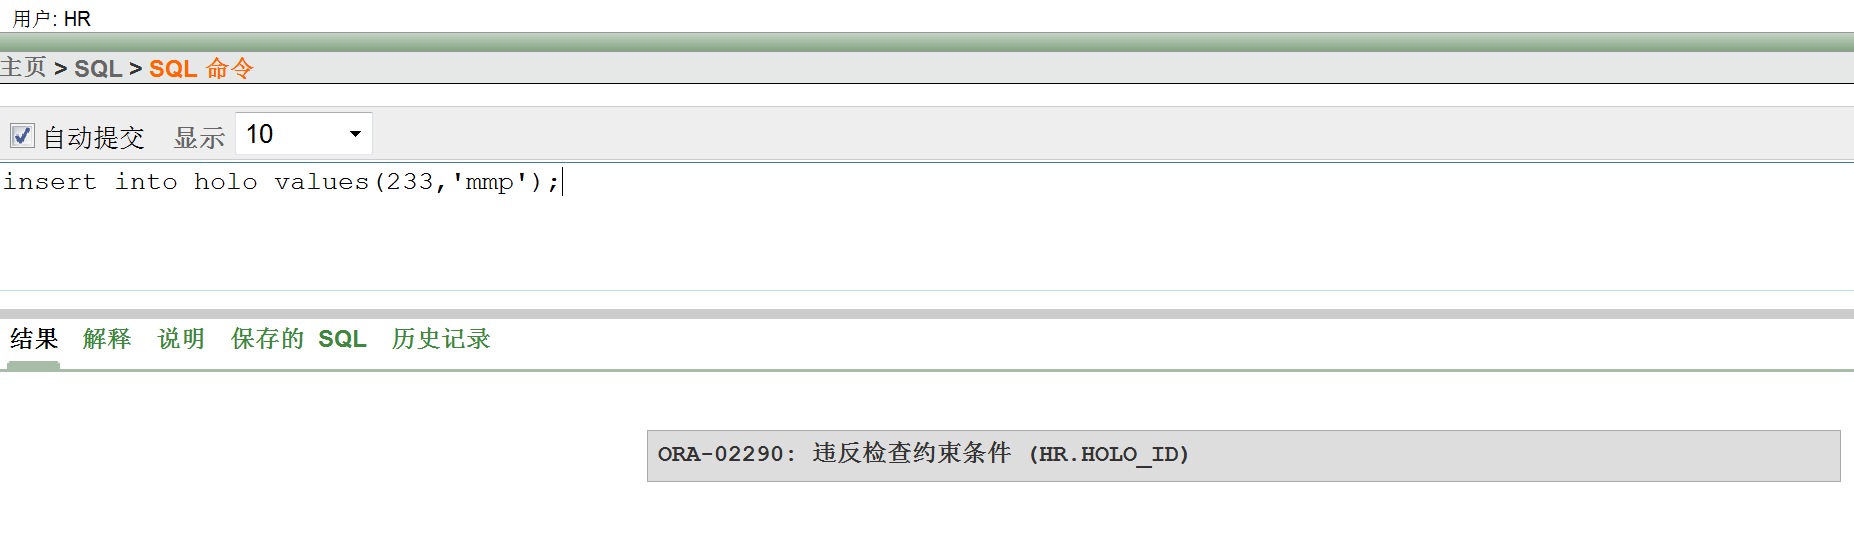 用户: HR
主页 > SQL > SQL 命令
自动提交 显示 10
insert into holo values(233,'mmp');
结果 解释 说明 保存的 SQL 历史记录
ORA-02290: 违反检查约束条件 (HR.HOLO_ID)